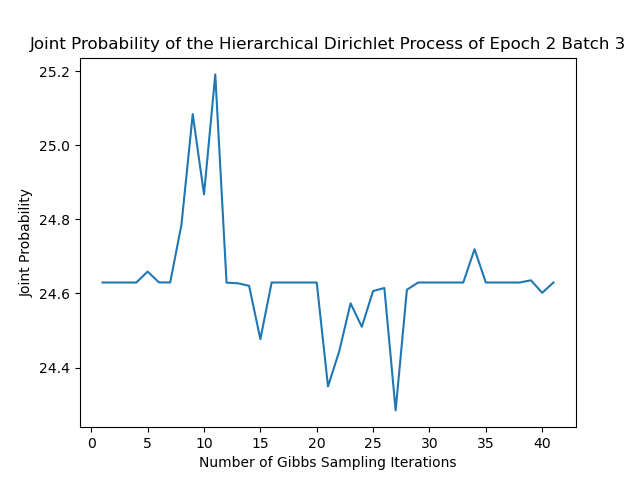 Joint Probability of the Hierarchical Dirichlet Process of Epoch 2 Batch 3
25.2
25.0
24.8
24.6
24.4
Joint Probability
0 5 10 15 20 25 30 35 40
Number of Gibbs Sampling Iterations